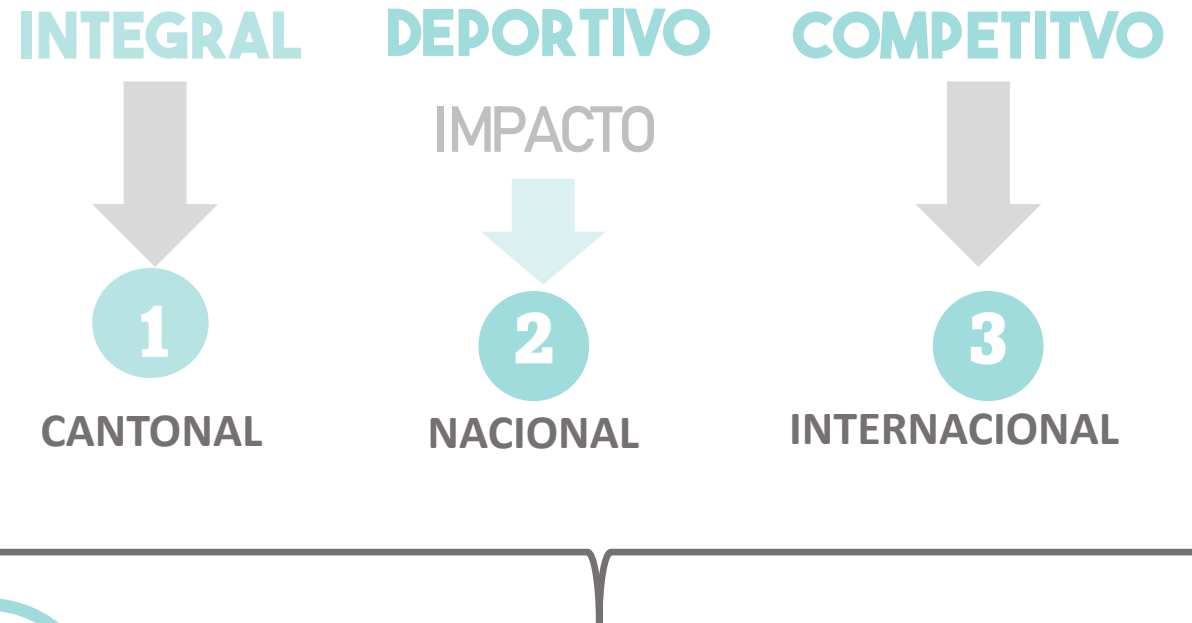 INTEGRAL DEPORTIVO COMPETITVO
IMPACTO
1 2 3
CANTONAL NACIONAL INTERNACIONAL